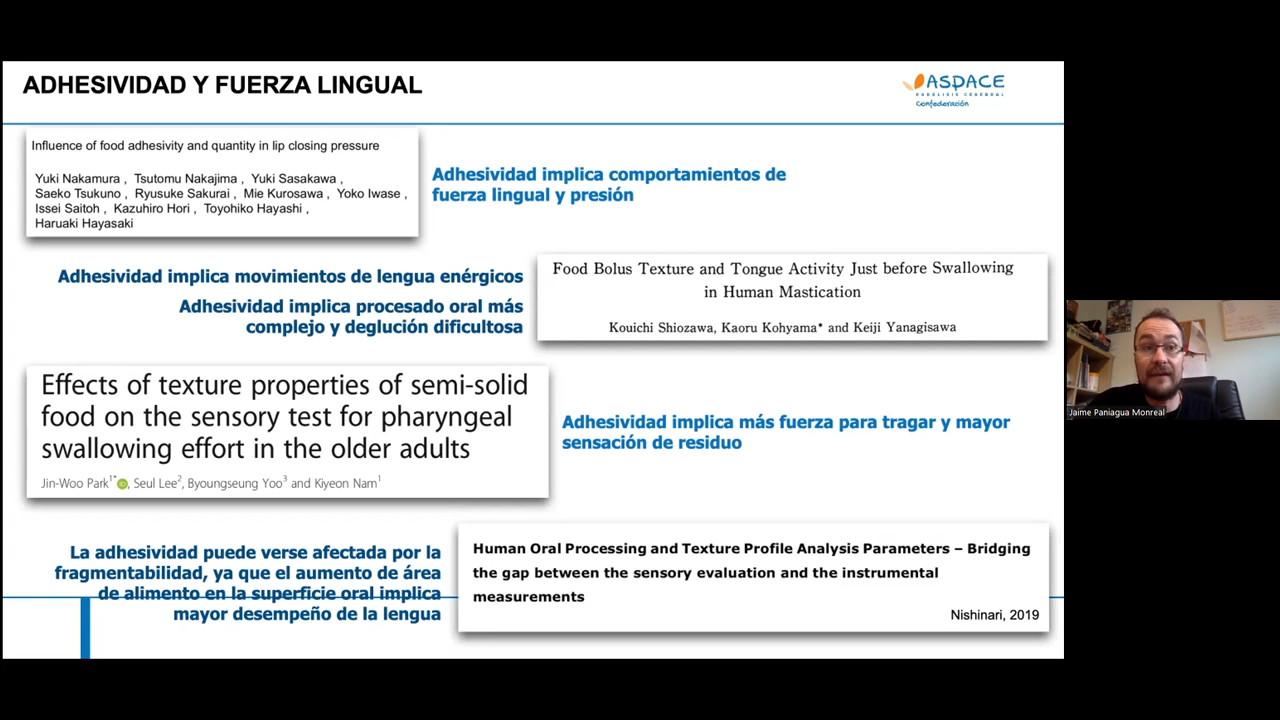 ADHESIVIDAD Y FUERZA LINGUAL
ASPACE
PARÁLISIS CEREBRAL
Confederación
Influence of food adhesivity and quantity in lip closing pressure
Yuki Nakamura , Tsutomu Nakajima , Yuki Sasakawa ,
Saeko Tsukuno , Ryusuke Sakurai , Mie Kurosawa , Yoko Iwase ,
Issei Saitoh , Kazuhiro Hori , Toyohiko Hayashi ,
Haruaki Hayasaki
Adhesividad implica comportamientos de
fuerza lingual y presión
Adhesividad implica movimientos de lengua enérgicos
Adhesividad implica procesado oral más
complejo y deglución dificultosa
Food Bolus Texture and Tongue Activity Just before Swallowing
in Human Mastication
Kouichi Shiozawa, Kaoru Kohyama* and Keiji Yanagisawa
Effects of texture properties of semi-solid
food on the sensory test for pharyngeal
swallowing effort in the older adults
Jin-Woo Park1*, Seul Lee2, Byoungseung Yoo3 and Kiyeon Nam1
Adhesividad implica más fuerza para tragar y mayor
sensación de residuo
La adhesividad puede verse afectada por la
fragmentabilidad, ya que el aumento de área
de alimento en la superficie oral implica
mayor desempeño de la lengua
Human Oral Processing and Texture Profile Analysis Parameters – Bridging
the gap between the sensory evaluation and the instrumental
measurements
Nishinari, 2019
Jaime Paniagua Monreal